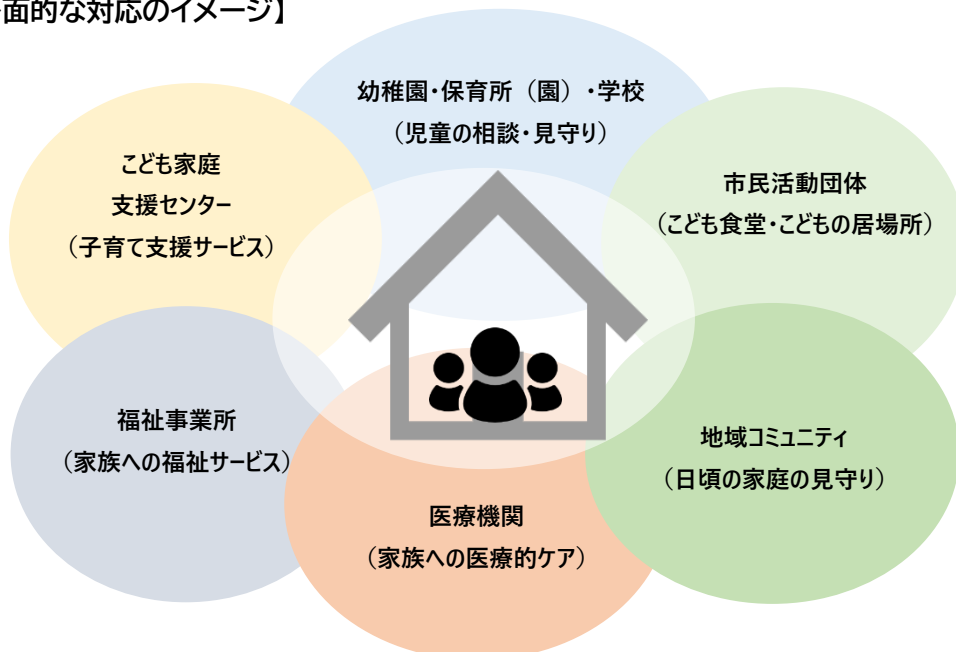 面的な対応のイメージ】
幼稚園・保育所（園）・学校
（児童の相談・見守り）
こども家庭
支援センター
（子育て支援サービス）
市民活動団体
（こども食堂・こどもの居場所）
福祉事業所
（家族への福祉サービス）
地域コミュニティ
（日頃の家庭の見守り）
医療機関
（家族への医療的ケア）